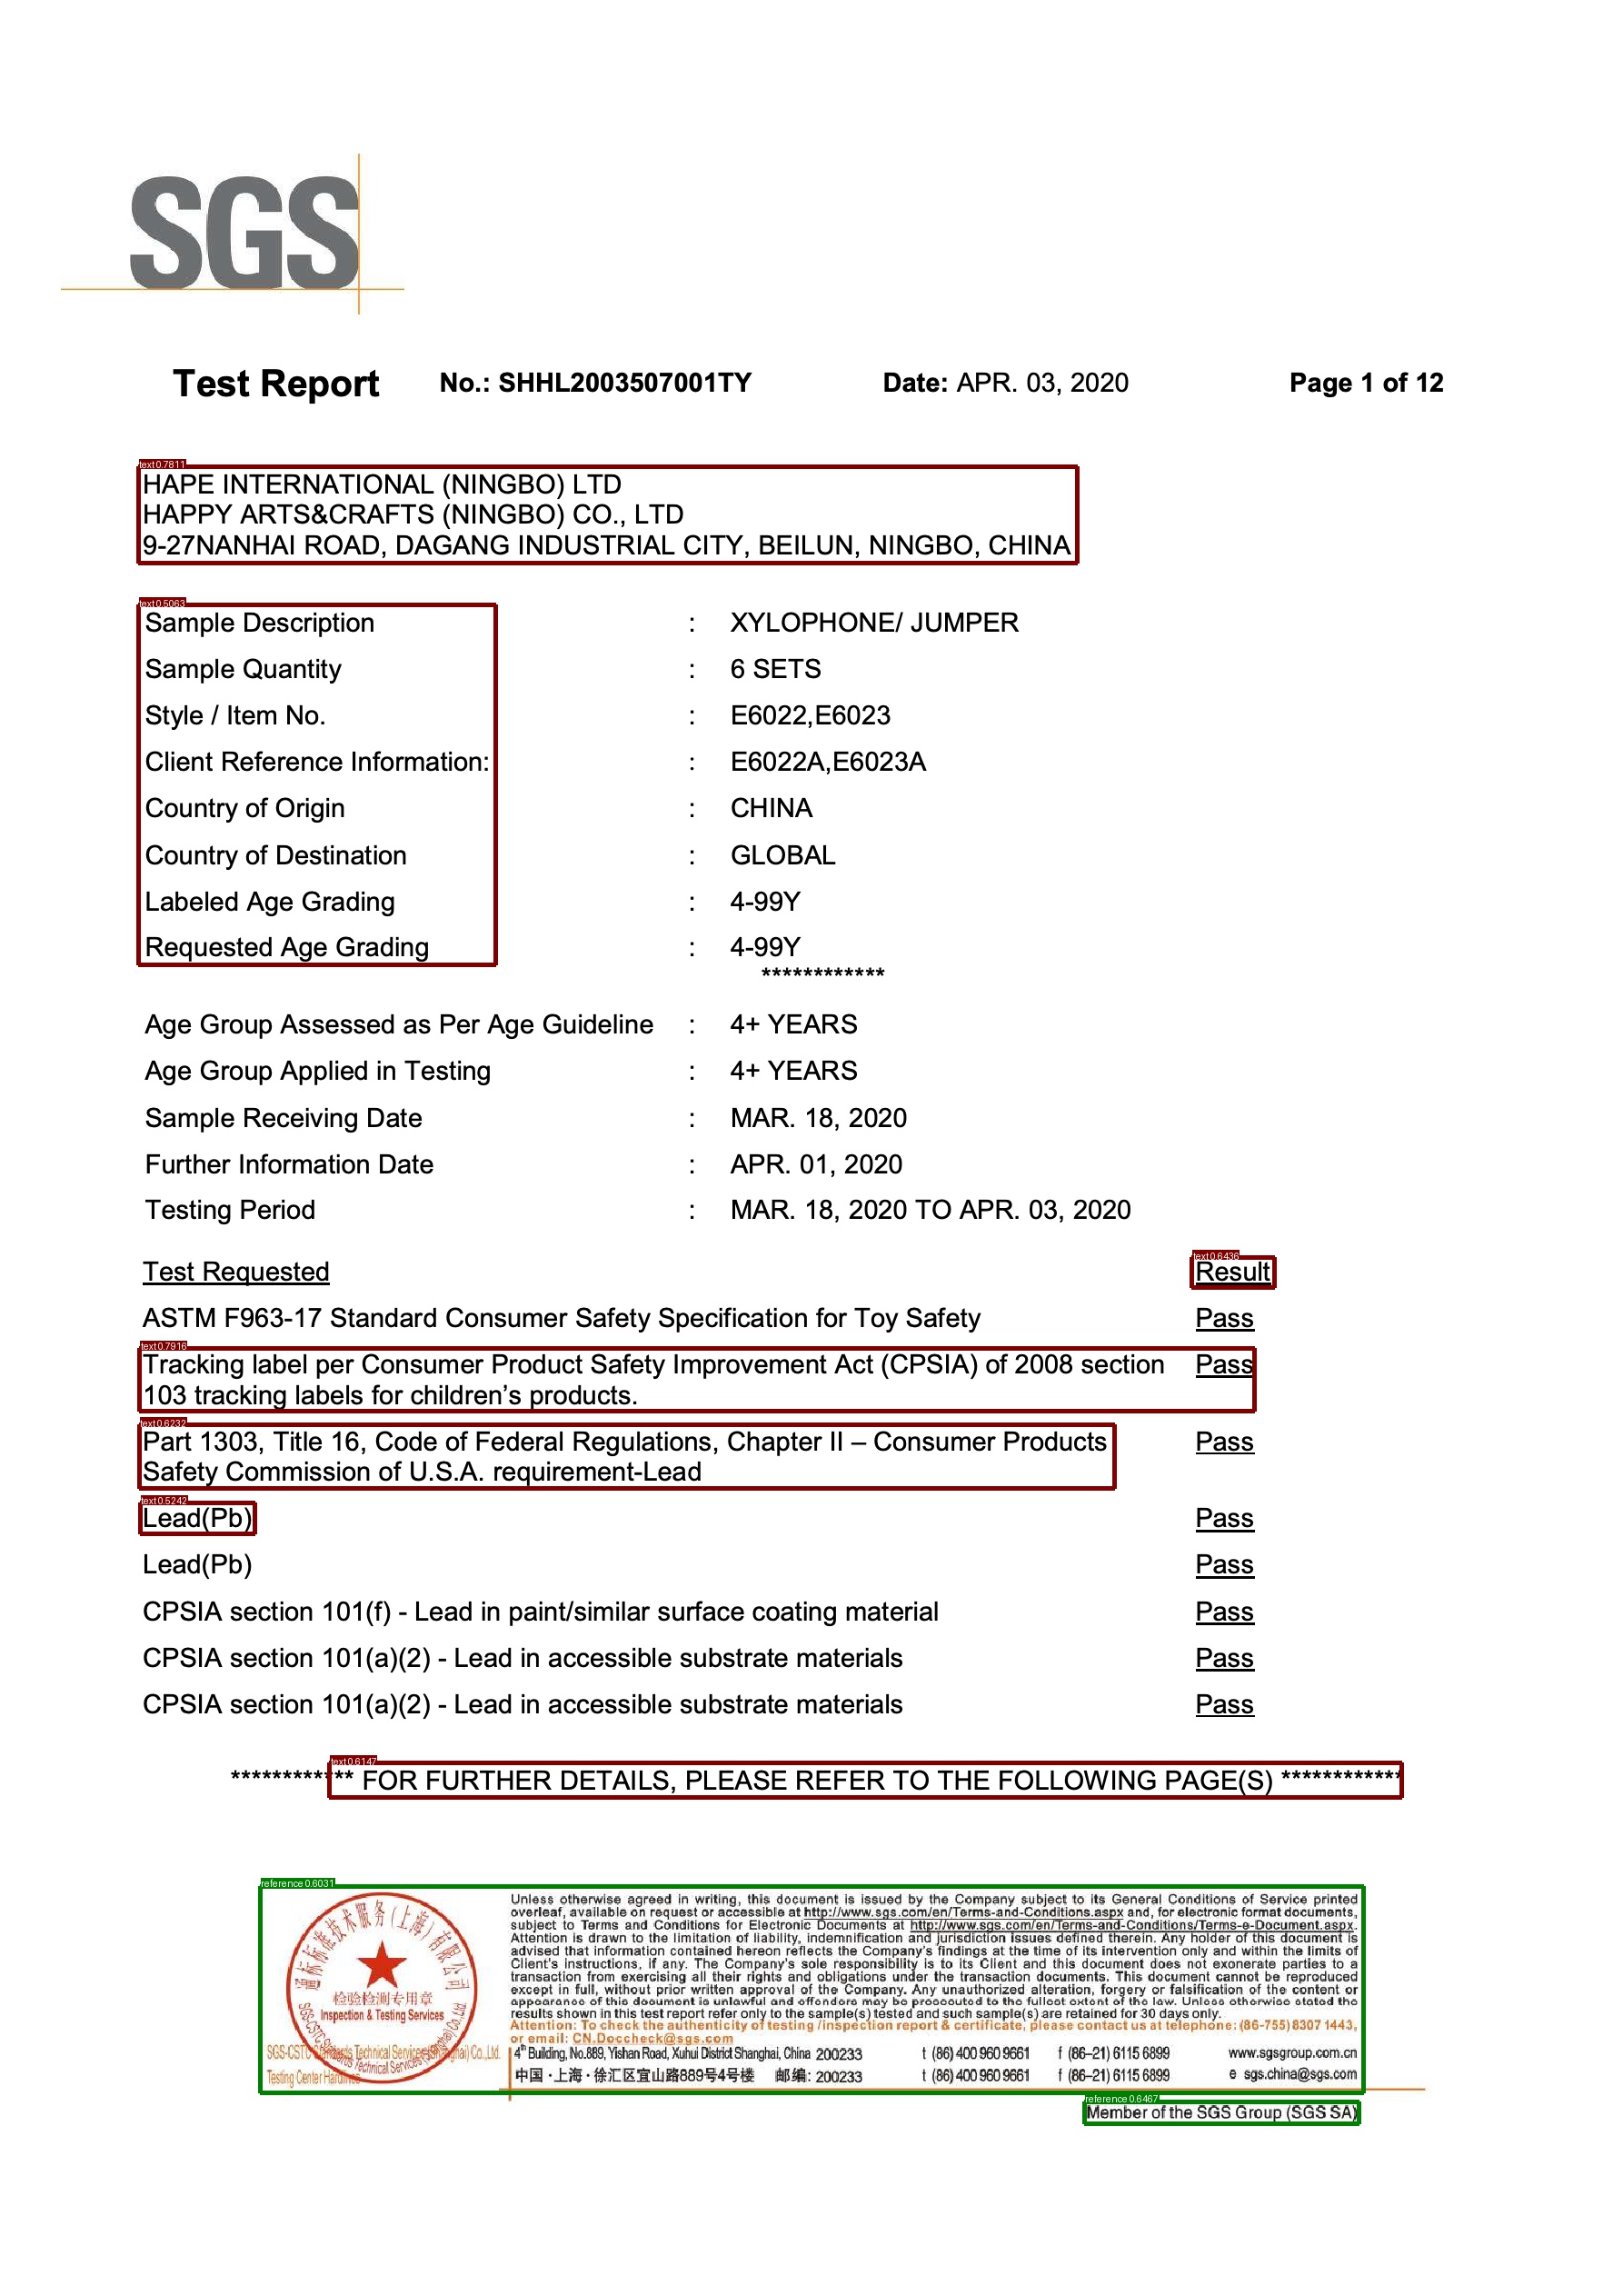 SGS
Test Report No.: SHHL2003507001TY Date: APR. 03, 2020 Page 1 of 12
text 0.7811
HAPE INTERNATIONAL (NINGBO) LTD
HAPPY ARTS&CRAFTS (NINGBO) CO., LTD
9-27NANHAI ROAD, DAGANG INDUSTRIAL CITY, BEILUN, NINGBO, CHINA
text 0.5063
Sample Description : XYLOPHONE/ JUMPER
Sample Quantity : 6 SETS
Style / Item No. : E6022,E6023
Client Reference Information: : E6022A,E6023A
Country of Origin : CHINA
Country of Destination : GLOBAL
Labeled Age Grading : 4-99Y
Requested Age Grading : 4-99Y
************
Age Group Assessed as Per Age Guideline : 4+ YEARS
Age Group Applied in Testing : 4+ YEARS
Sample Receiving Date : MAR. 18, 2020
Further Information Date : APR. 01, 2020
Testing Period : MAR. 18, 2020 TO APR. 03, 2020
text 0.6436
Test Requested Result
ASTM F963-17 Standard Consumer Safety Specification for Toy Safety Pass
text 0.7916
Tracking label per Consumer Product Safety Improvement Act (CPSIA) of 2008 section Pass
103 tracking labels for children's products.
text 0.6232
Part 1303, Title 16, Code of Federal Regulations, Chapter II – Consumer Products Pass
Safety Commission of U.S.A. requirement-Lead
text 0.5242
Lead(Pb) Pass
Lead(Pb) Pass
CPSIA section 101(f) - Lead in paint/similar surface coating material Pass
CPSIA section 101(a)(2) - Lead in accessible substrate materials Pass
CPSIA section 101(a)(2) - Lead in accessible substrate materials Pass
text 0.6147
************ FOR FURTHER DETAILS, PLEASE REFER TO THE FOLLOWING PAGE(S) ************
reference 0.6031
通标标准技术服务(上海)有限公司
检验检测专用章
Inspection & Testing Services
SGS-CSTC Standards Technical Services (Shanghai) Co., Ltd.
Testing Center Hardlines
Unless otherwise agreed in writing, this document is issued by the Company subject to its General Conditions of Service printed
overleaf, available on request or accessible at http://www.sgs.com/en/Terms-and-Conditions.aspx and, for electronic format documents,
subject to Terms and Conditions for Electronic Documents at http://www.sgs.com/en/Terms-and-Conditions/Terms-e-Document.aspx.
Attention is drawn to the limitation of liability, indemnification and jurisdiction issues defined therein. Any holder of this document is
advised that information contained hereon reflects the Company's findings at the time of its intervention only and within the limits of
Client's instructions, if any. The Company's sole responsibility is to its Client and this document does not exonerate parties to a
transaction from exercising all their rights and obligations under the transaction documents. This document cannot be reproduced
except in full, without prior written approval of the Company. Any unauthorized alteration, forgery or falsification of the content or
appearance of this document is unlawful and offenders may be prosecuted to the fullest extent of the law. Unless otherwise stated the
results shown in this test report refer only to the sample(s) tested and such sample(s) are retained for 30 days only.
Attention: To check the authenticity of testing /inspection report & certificate, please contact us at telephone: (86-755) 8307 1443,
or email: CN.Doccheck@sgs.com
4th Building, No.889, Yishan Road, Xuhui District Shanghai, China 200233 t (86) 400 960 9661 f (86–21) 6115 6899 www.sgsgroup.com.cn
中国·上海·徐汇区宜山路889号4号楼 邮编: 200233 t (86) 400 960 9661 f (86–21) 6115 6899 e sgs.china@sgs.com
reference 0.6467
Member of the SGS Group (SGS SA)